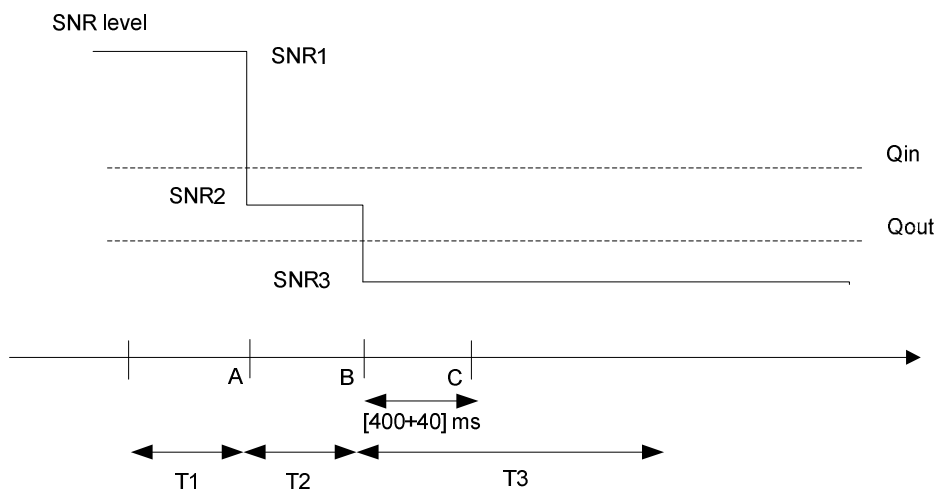 SNR level
SNR1
Qin
SNR2
Qout
SNR3
A
B
C
[400+40] ms
T1
T2
T3